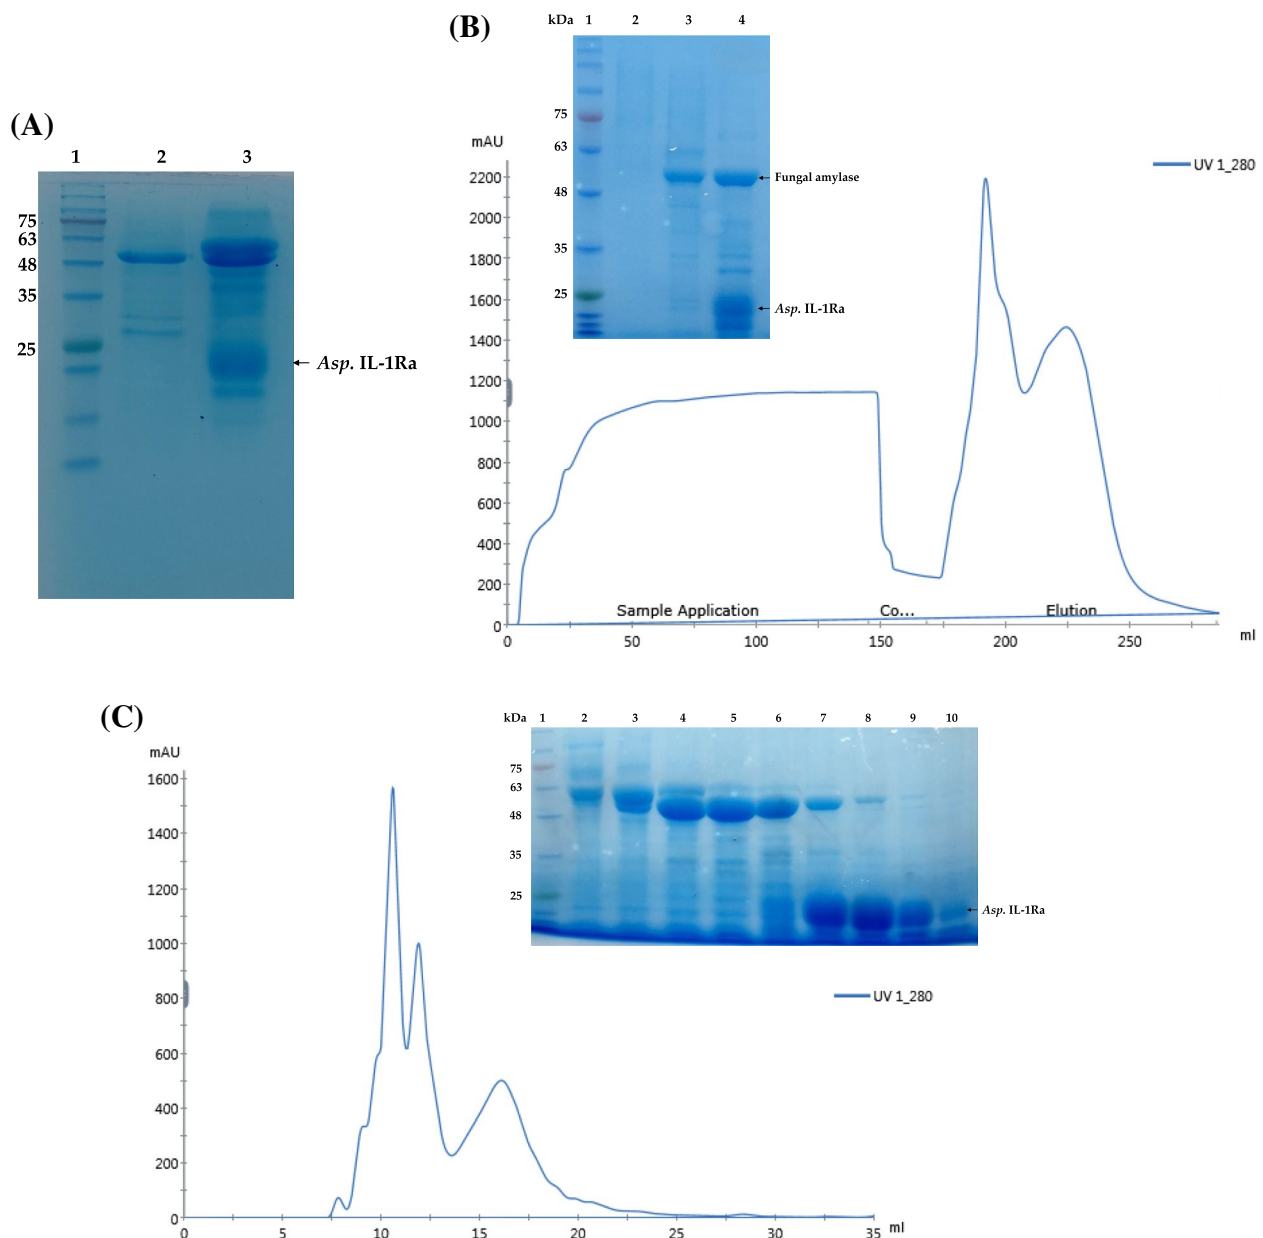 (A)
1 2 3
75
63
48
35
25
Asp. IL-1Ra
(B)
kDa 1 2 3 4
75
63
48
35
25
Fungal amylase
Asp. IL-1Ra
mAU
UV 1_280
2200
2000
1800
1600
1400
1200
1000
800
600
400
200
0
Sample Application Co... Elution
0 50 100 150 200 250 ml
(C)
kDa 1 2 3 4 5 6 7 8 9 10
75
63
48
35
25
Asp. IL-1Ra
mAU
UV 1_280
1600
1400
1200
1000
800
600
400
200
0
0 5 10 15 20 25 30 35 ml